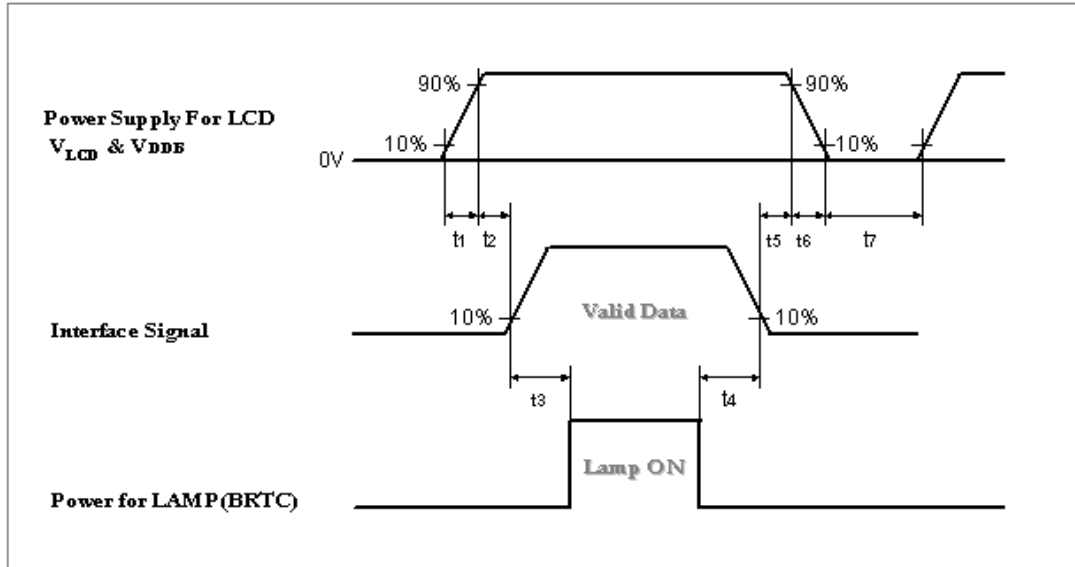 90%
90%
Power Supply For LCD
VLCD & VDDE
10%
10%
0V
t1
t2
t5
t6
t7
Valid Data
Interface Signal
10%
10%
t3
t4
Lamp ON
Power for LAMP(BRTC)